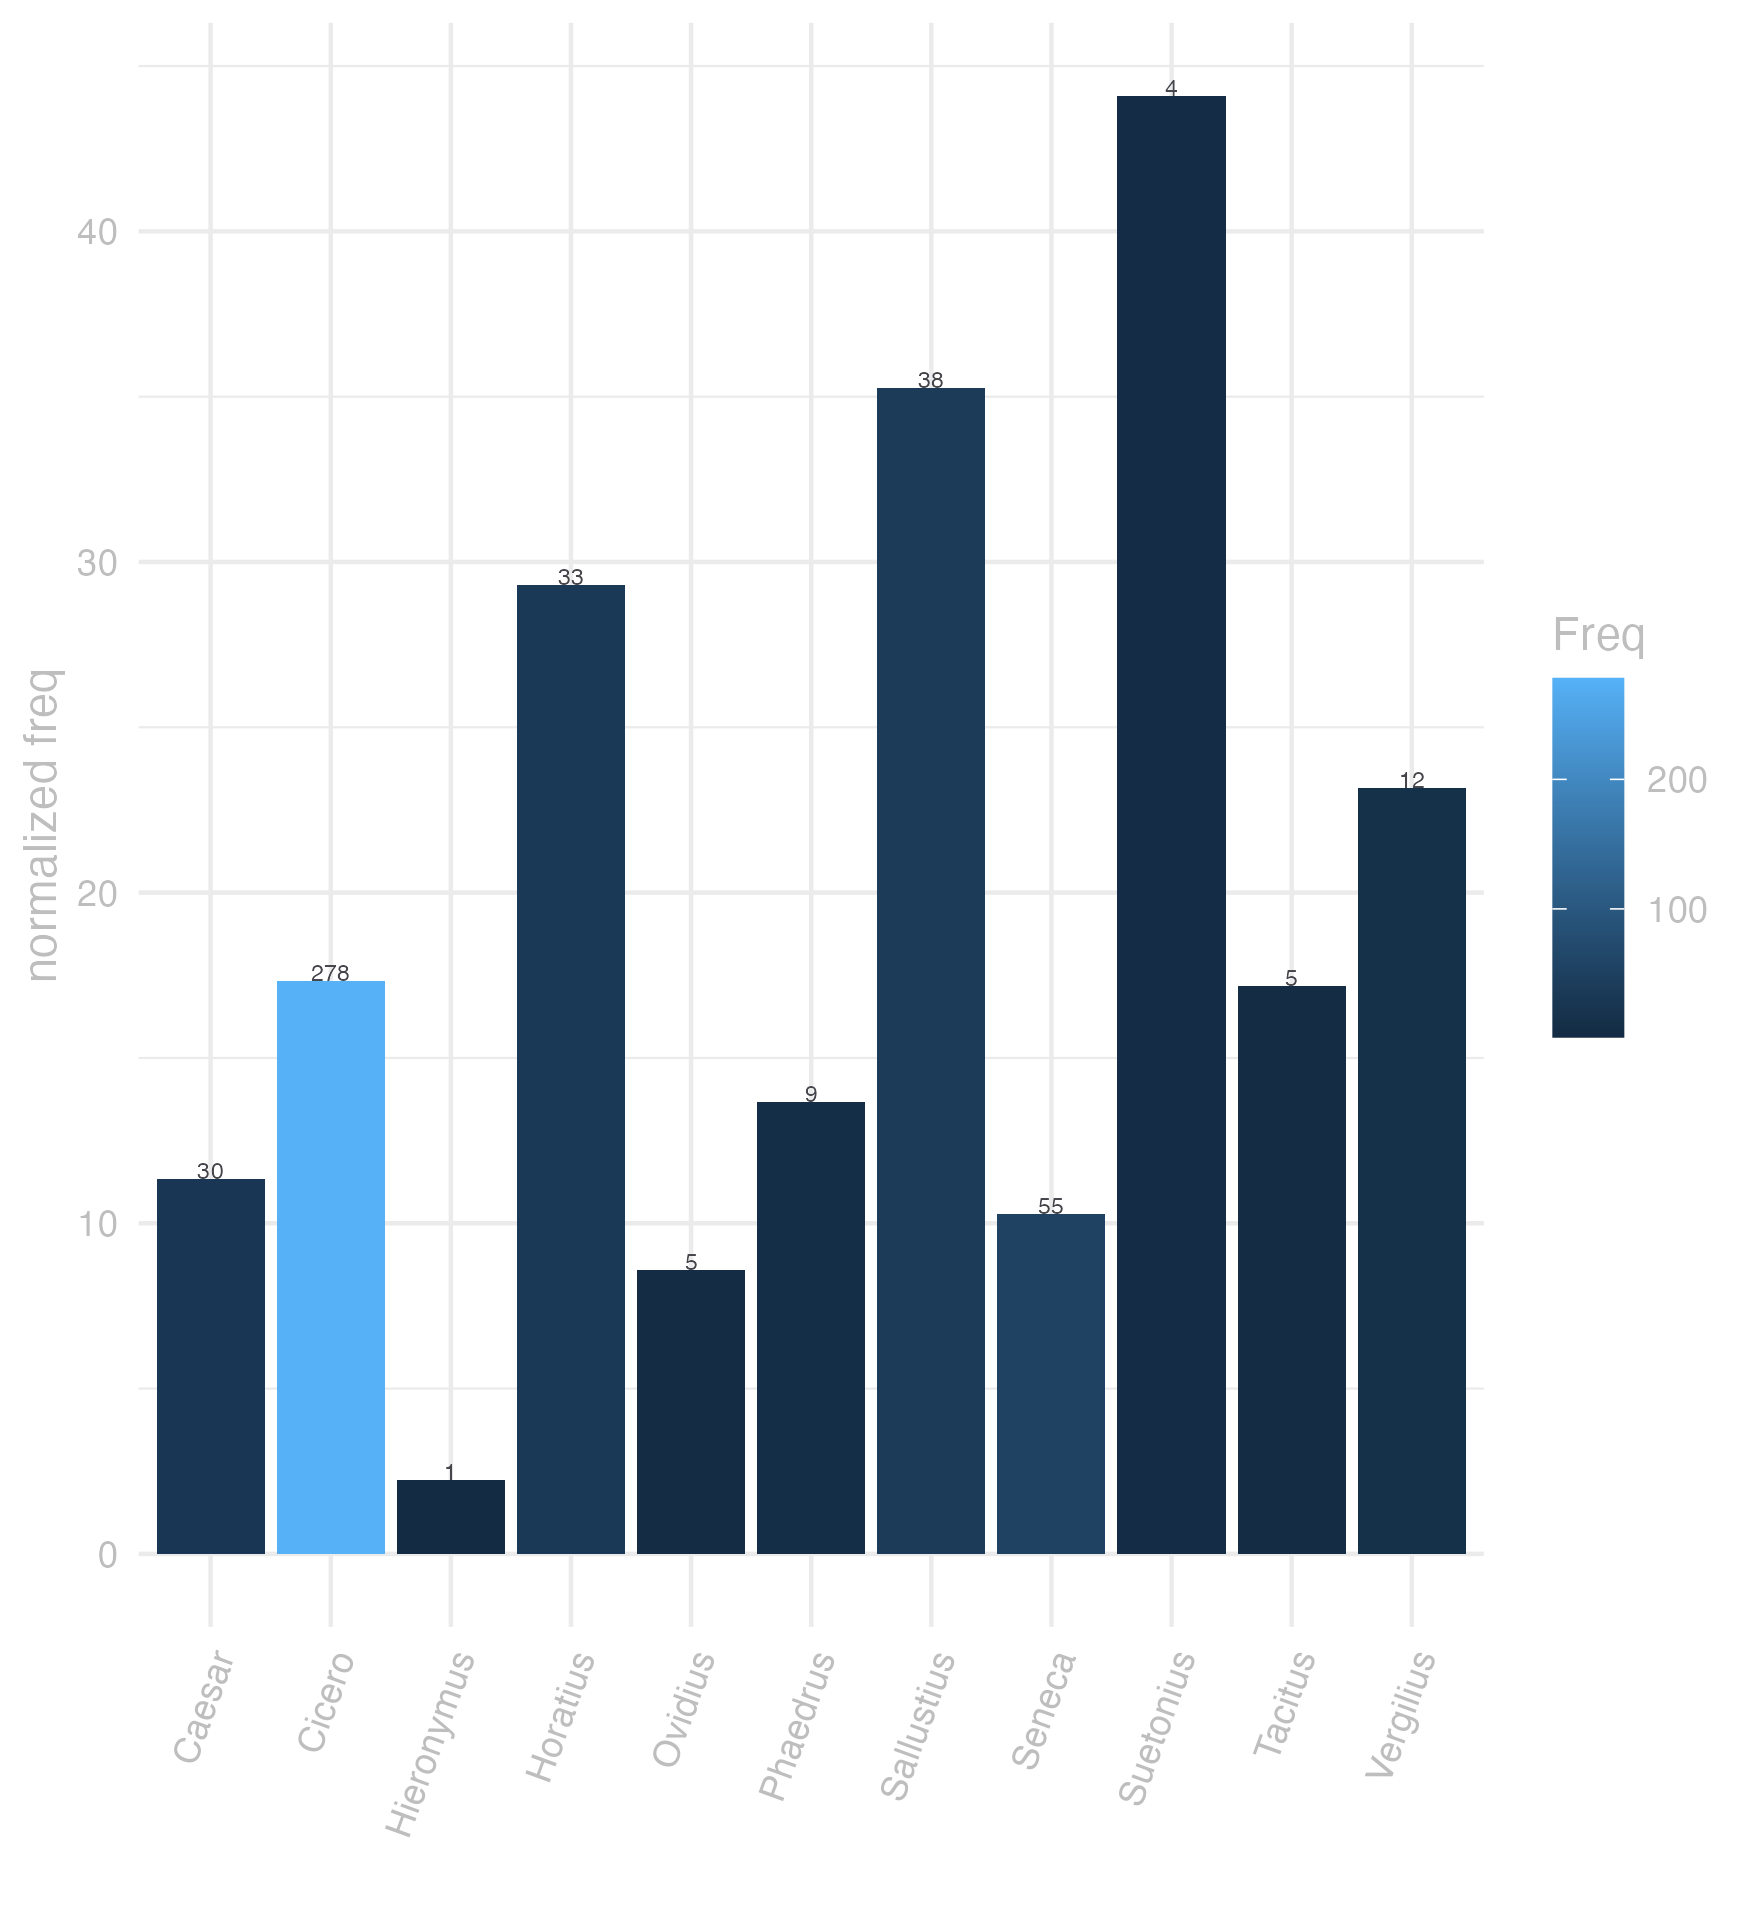 4
40
38
30
33
Freq
normalized freq
12
200
20
100
278
5
9
30
55
10
5
1
0
Caesar
Cicero
Hieronymus
Horatius
Ovidius
Phaedrus
Sallustius
Seneca
Suetonius
Tacitus
Vergilius